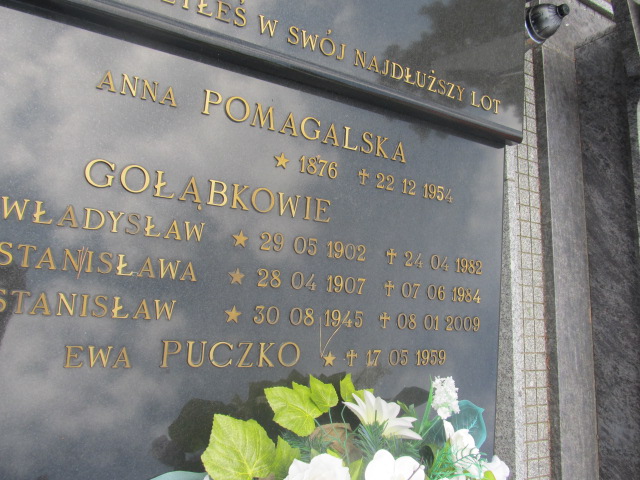 W SWÓJ NAJDŁUŻSZY LOT
ANNA POMAGALSKA
★ 1876 ✝ 22 12 1954
GOŁĄBKOWIE
WŁADYSŁAW ★ 29 05 1902 ✝ 24 04 1982
STANISŁAWA ★ 28 04 1907 ✝ 07 06 1984
STANISŁAW ★ 30 08 1945 ✝ 08 01 2009
EWA PUCZKO ★ ✝ 17 05 1959